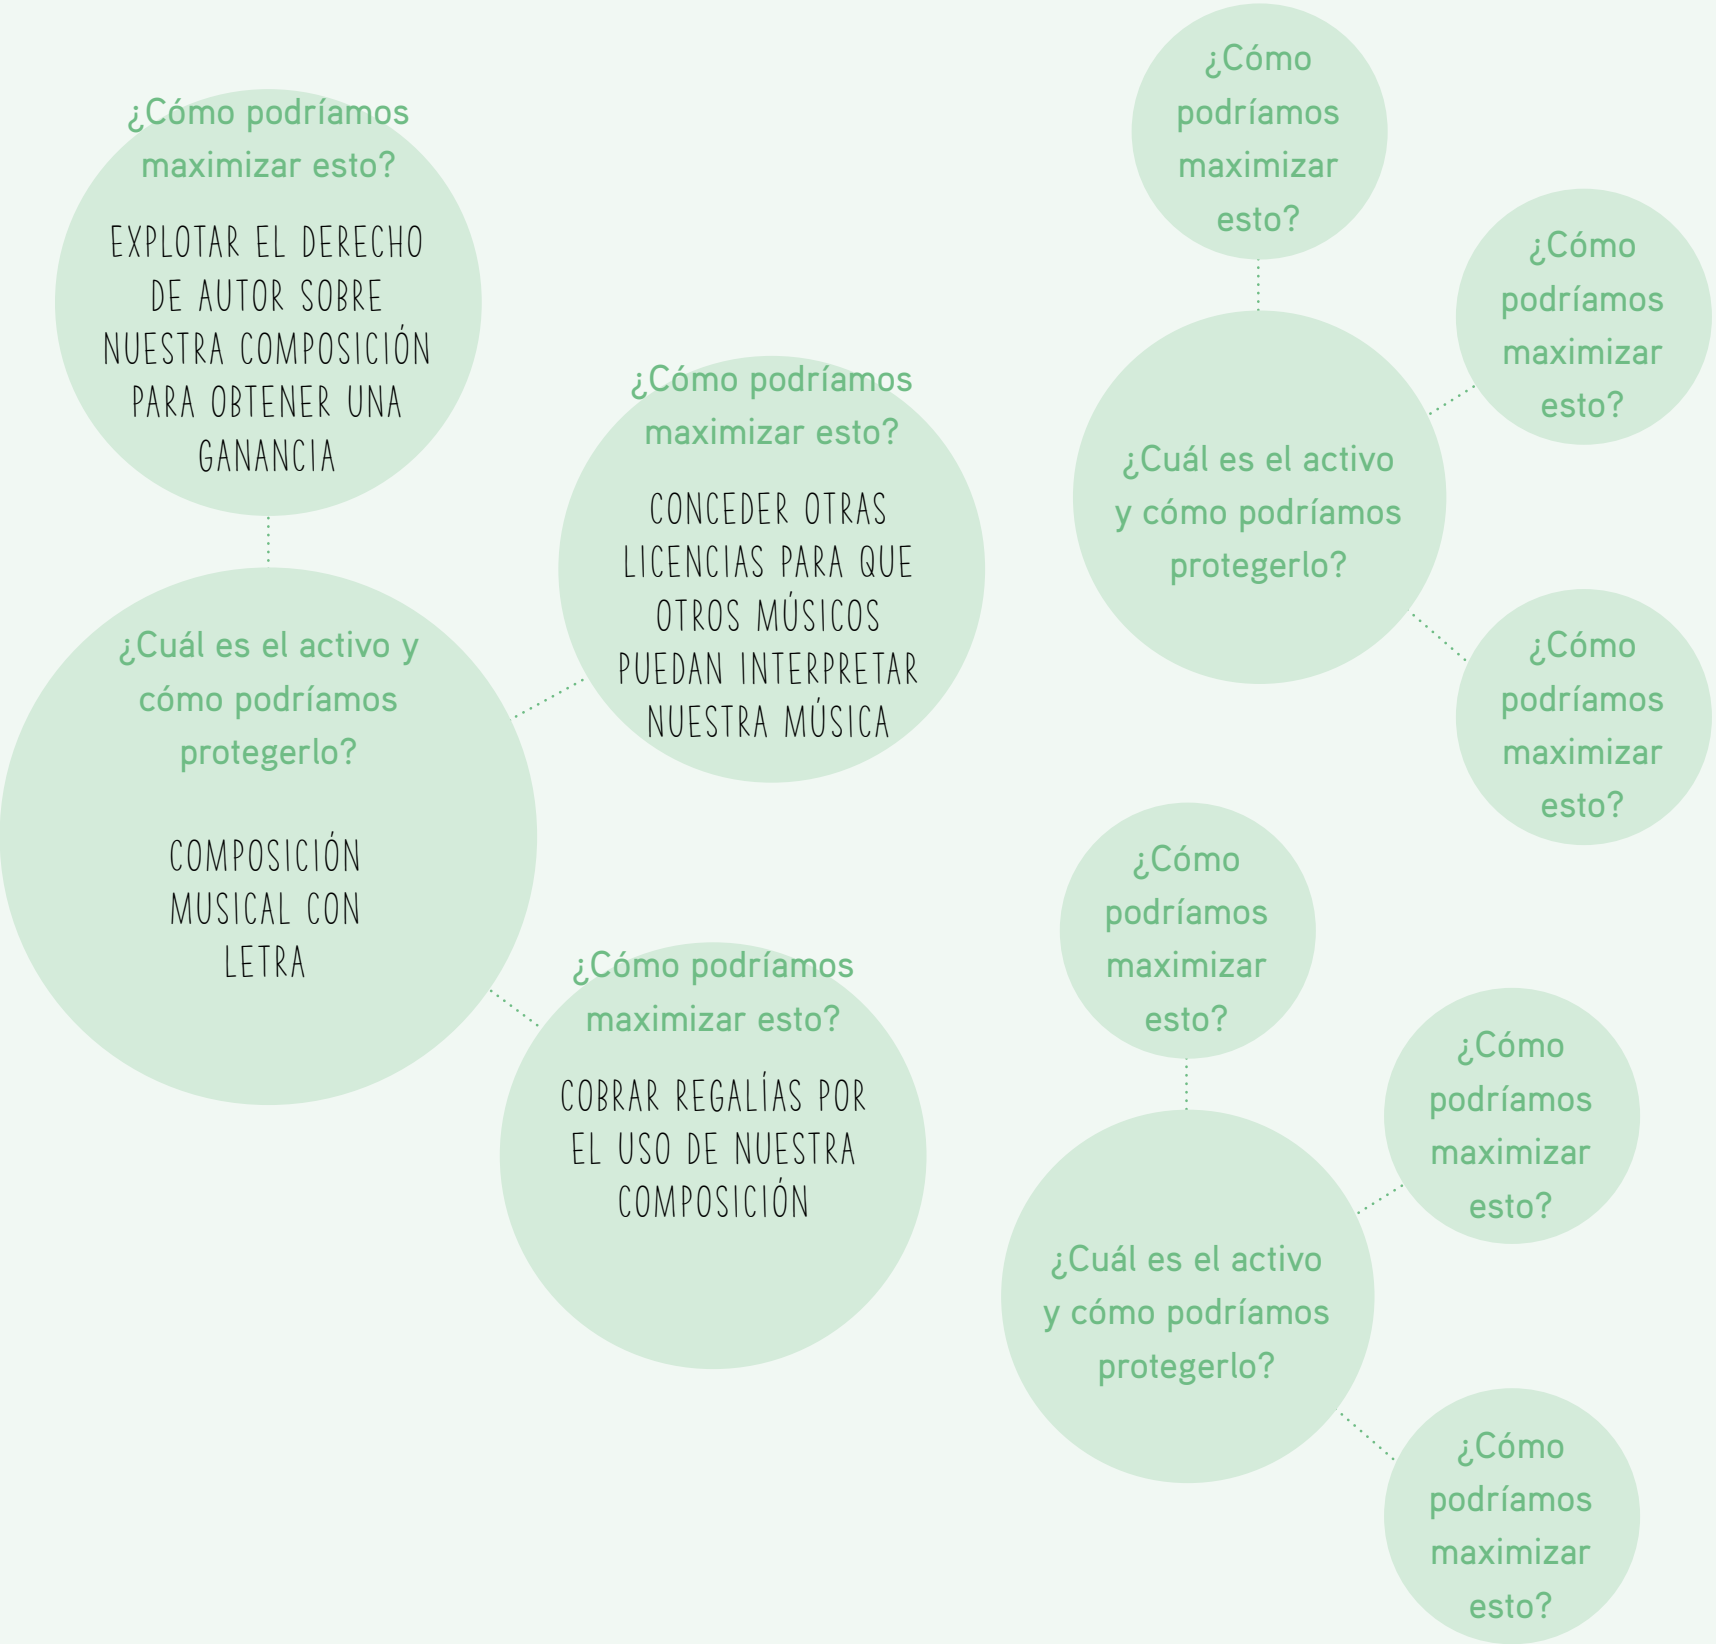 ¿Cómo podríamos
maximizar esto?
EXPLOTAR EL DERECHO
DE AUTOR SOBRE
NUESTRA COMPOSICIÓN
PARA OBTENER UNA
GANANCIA
¿Cómo podríamos
maximizar esto?
CONCEDER OTRAS
LICENCIAS PARA QUE
OTROS MÚSICOS
PUEDAN INTERPRETAR
NUESTRA MÚSICA
¿Cuál es el activo y
cómo podríamos
protegerlo?
COMPOSICIÓN
MUSICAL CON
LETRA
¿Cómo podríamos
maximizar esto?
COBRAR REGALÍAS POR
EL USO DE NUESTRA
COMPOSICIÓN
¿Cómo
podríamos
maximizar
esto?
¿Cómo
podríamos
maximizar
esto?
¿Cuál es el activo
y cómo podríamos
protegerlo?
¿Cómo
podríamos
maximizar
esto?
¿Cómo
podríamos
maximizar
esto?
¿Cómo
podríamos
maximizar
esto?
¿Cuál es el activo
y cómo podríamos
protegerlo?
¿Cómo
podríamos
maximizar
esto?